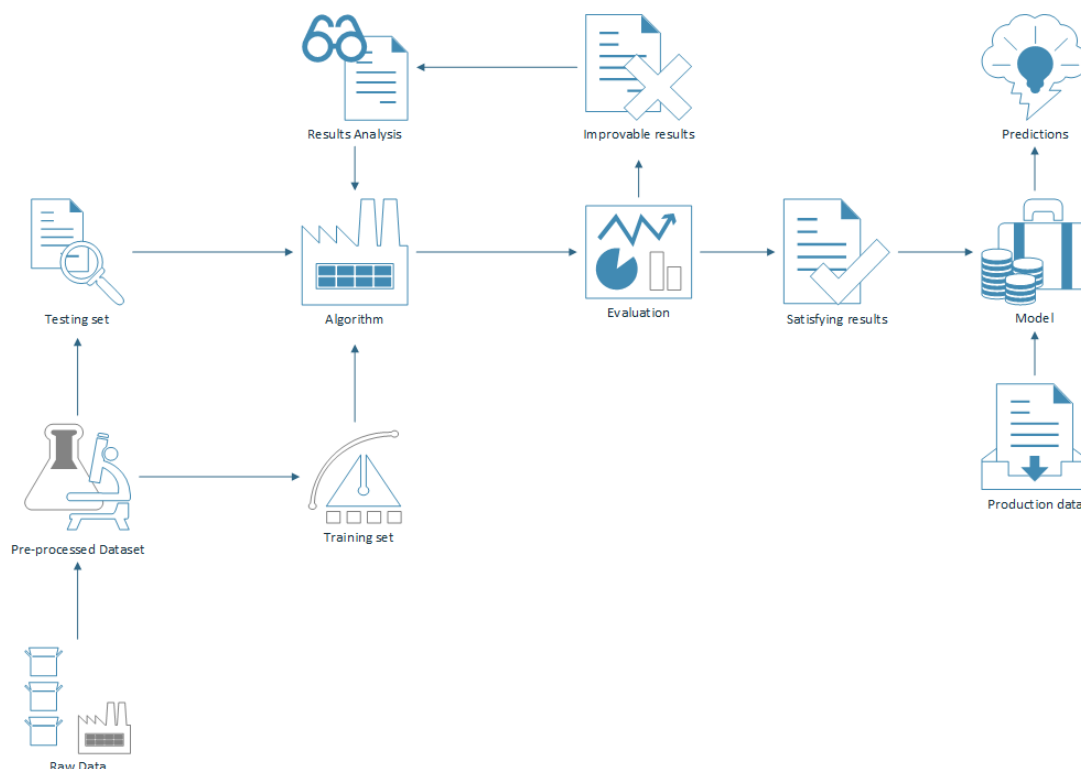 Results Analysis
Improvable results
Predictions
Testing set
Algorithm
Evaluation
Satisfying results
Model
Pre-processed Dataset
Training set
Production data
Raw Data